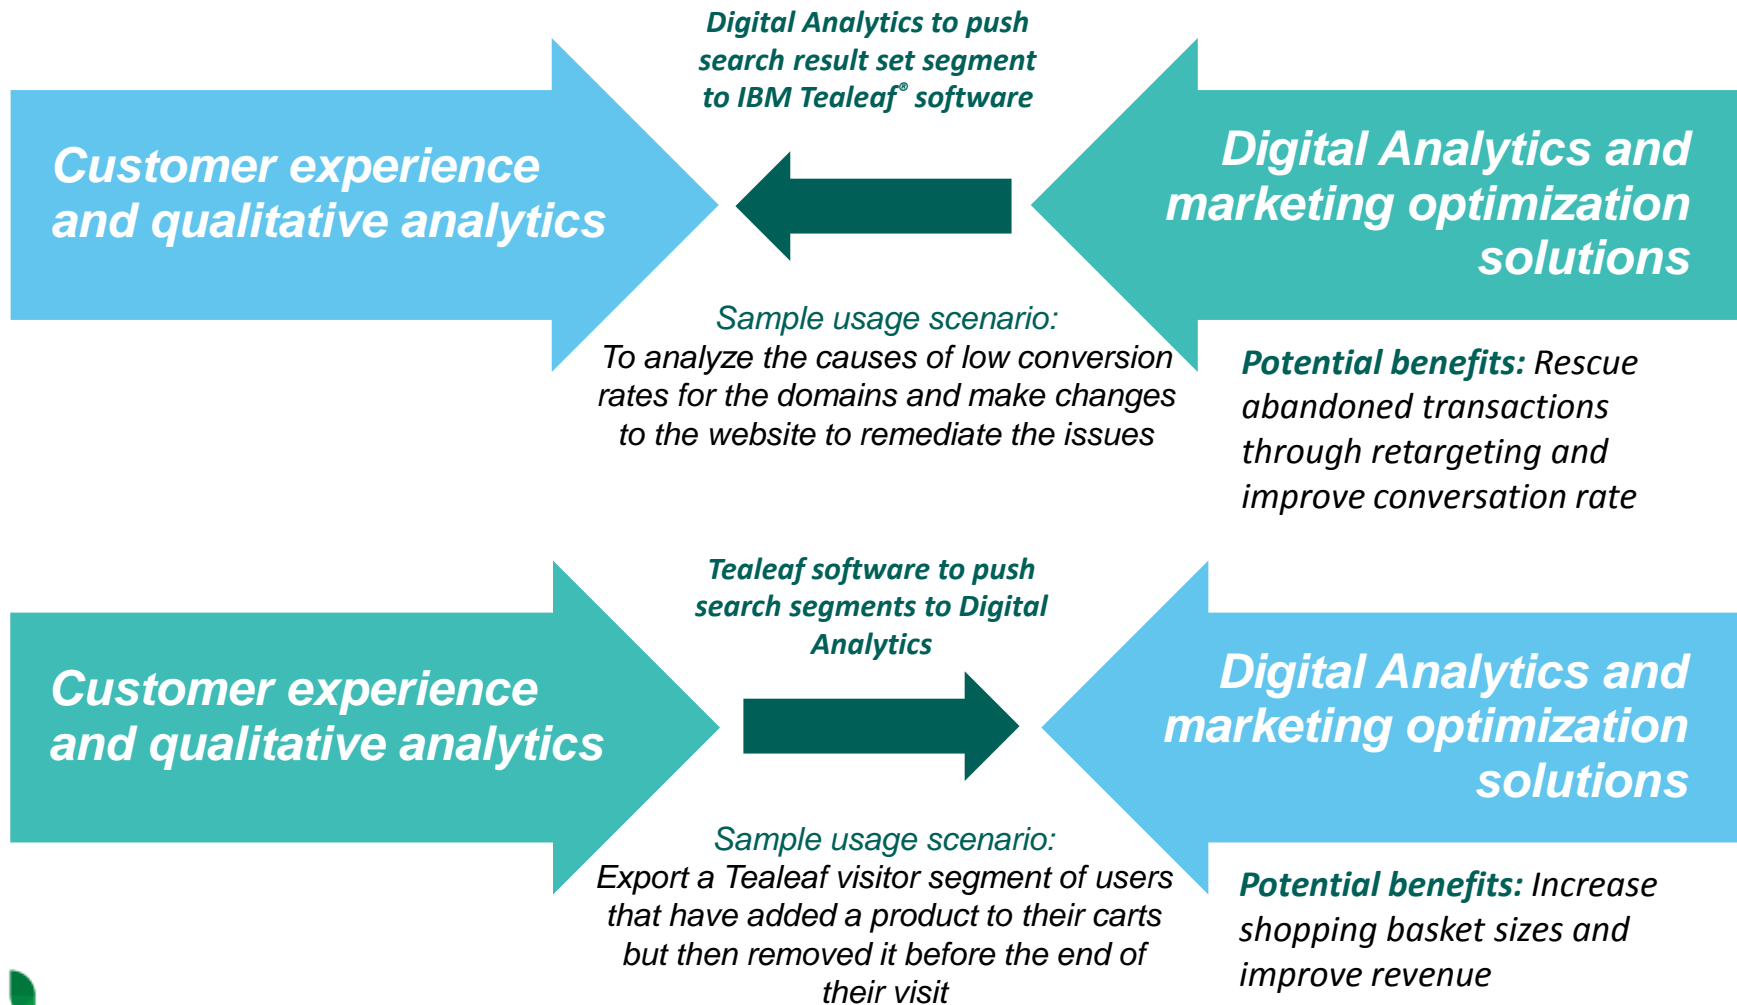 Digital Analytics to push
search result set segment
to IBM Tealeaf® software
Customer experience
and qualitative analytics
Digital Analytics and
marketing optimization
solutions
Sample usage scenario:
To analyze the causes of low conversion
rates for the domains and make changes
to the website to remediate the issues
Potential benefits: Rescue
abandoned transactions
through retargeting and
improve conversation rate
Tealeaf software to push
search segments to Digital
Analytics
Customer experience
and qualitative analytics
Digital Analytics and
marketing optimization
solutions
Sample usage scenario:
Export a Tealeaf visitor segment of users
that have added a product to their carts
but then removed it before the end of
their visit
Potential benefits: Increase
shopping basket sizes and
improve revenue